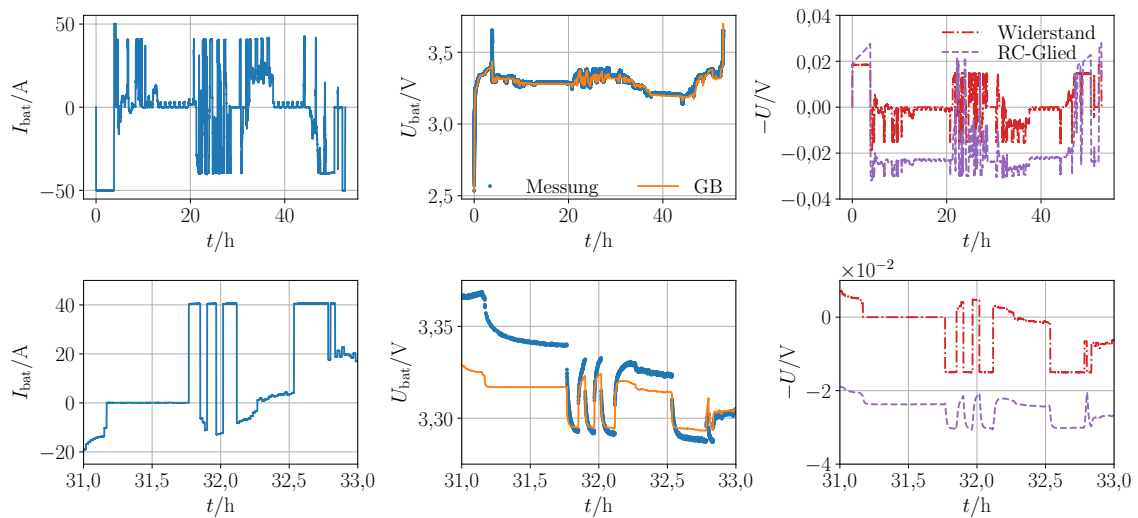 50
0
−50
0
20
40
I_bat/A
t/h
3,5
3,0
2,5
0
20
40
U_bat/V
t/h
Messung
GB
0,04
0,02
0,00
−0,02
−0,04
0
20
40
−U/V
t/h
Widerstand
RC-Glied
40
20
0
−20
31,0
31,5
32,0
32,5
33,0
I_bat/A
t/h
3,35
3,30
31,0
31,5
32,0
32,5
33,0
U_bat/V
t/h
×10^−2
0
−2
−4
31,0
31,5
32,0
32,5
33,0
−U/V
t/h